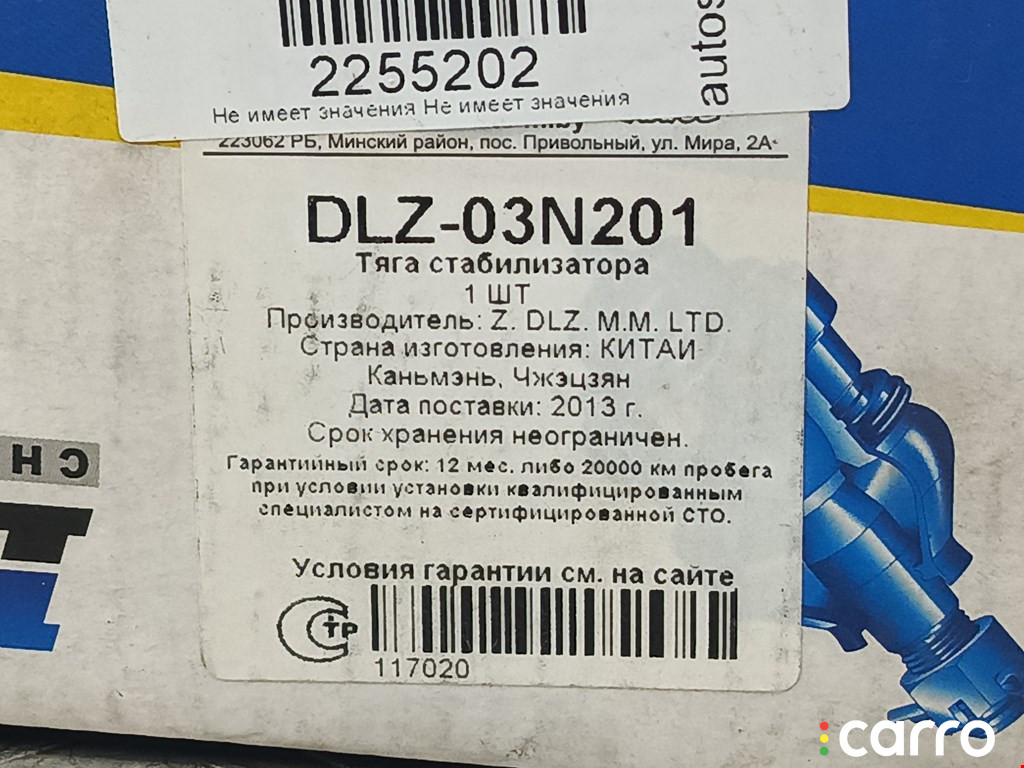 2255202
Не имеет значения Не имеет значения
autos
223062 РБ, Минский район, пос. Привольный, ул. Мира, 2А
DLZ-03N201
Тяга стабилизатора
1 ШТ
Производитель: Z. DLZ. M.M. LTD.
Страна изготовления: КИТАЙ
Каньмэнь, Чжэцзян
Дата поставки: 2013 г.
Срок хранения неограничен.
Гарантийный срок: 12 мес. либо 20000 км пробега
при условии установки квалифицированным
специалистом на сертифицированной СТО.
Условия гарантии см. на сайте
СТР
117020
carro